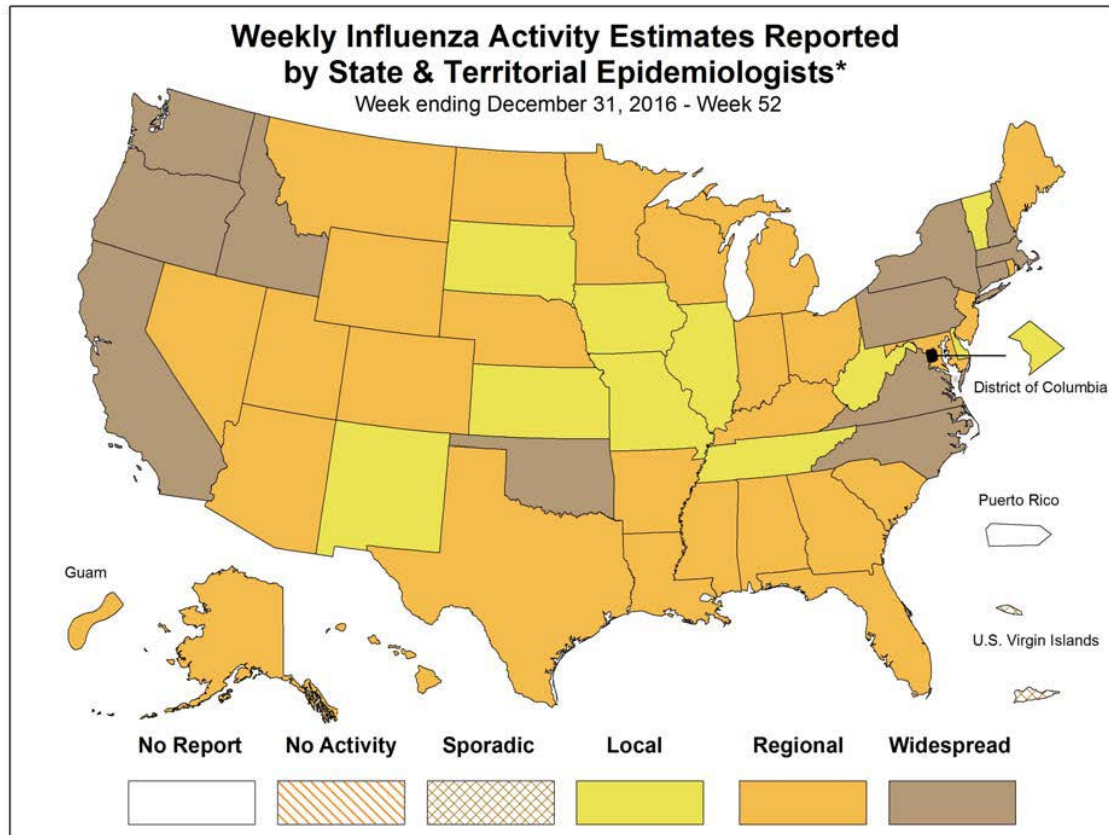 Weekly Influenza Activity Estimates Reported
by State & Territorial Epidemiologists*
Week ending December 31, 2016 - Week 52
District of Columbia
Puerto Rico
Guam
U.S. Virgin Islands
No Report No Activity Sporadic Local Regional Widespread